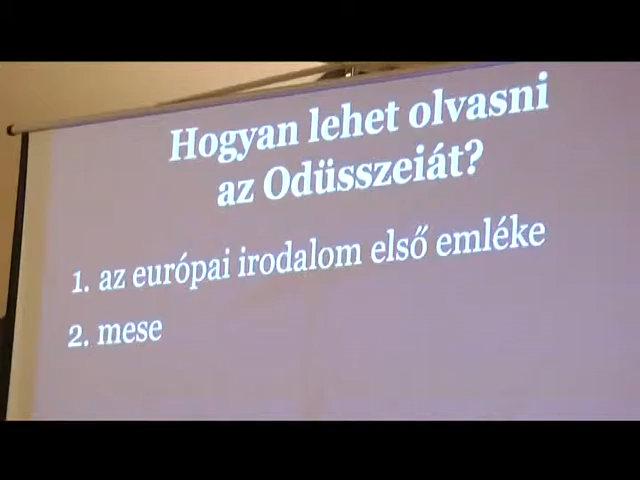 Hogyan lehet olvasni
az Odüsszeiát?
1. az európai irodalom első emléke
2. mese